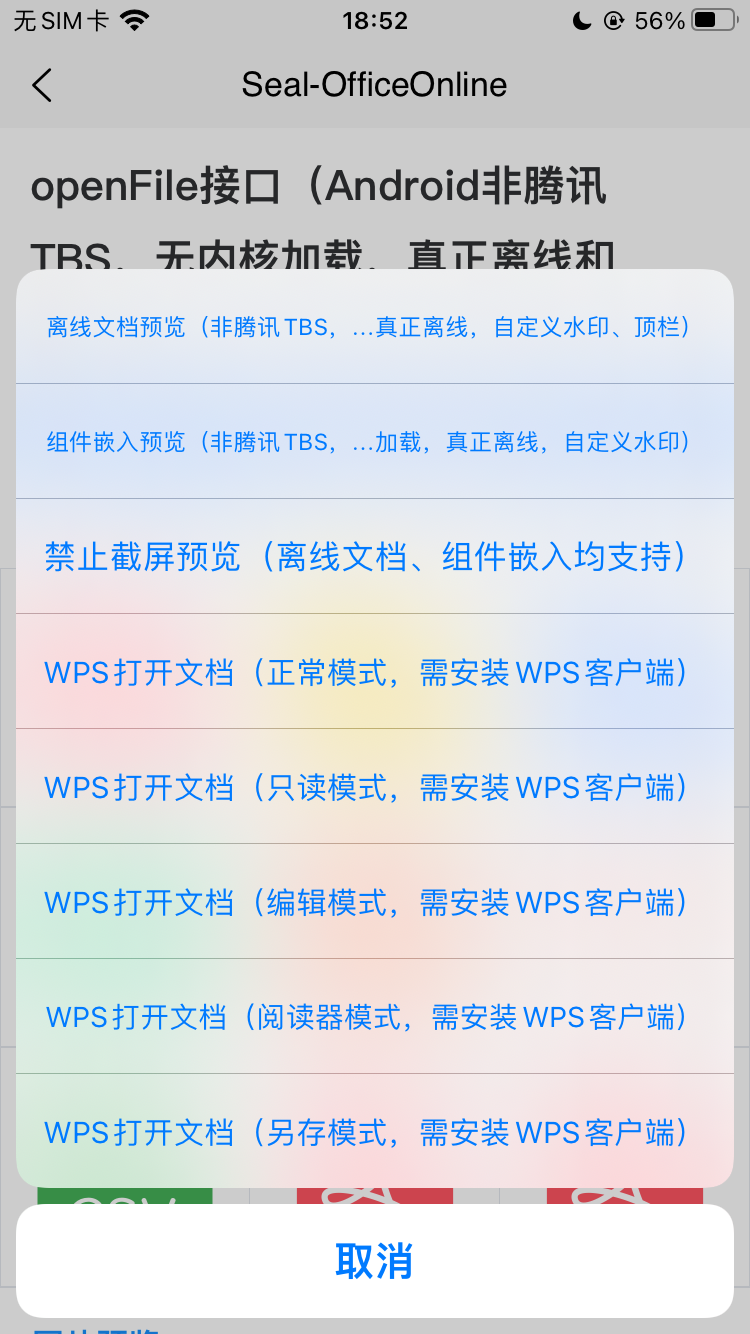 无SIM卡
18:52
56%
Seal-OfficeOnline
openFile接口（Android非腾讯
TBS，无内核加载，真正离线和
离线文档预览（非腾讯TBS，…真正离线，自定义水印、顶栏）
组件嵌入预览（非腾讯TBS，…加载，真正离线，自定义水印）
禁止截屏预览（离线文档、组件嵌入均支持）
WPS打开文档（正常模式，需安装WPS客户端）
WPS打开文档（只读模式，需安装WPS客户端）
WPS打开文档（编辑模式，需安装WPS客户端）
WPS打开文档（阅读器模式，需安装WPS客户端）
WPS打开文档（另存模式，需安装WPS客户端）
取消